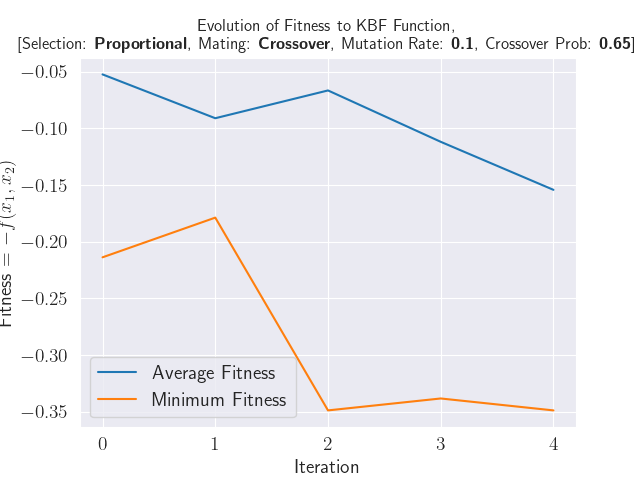 Evolution of Fitness to KBF Function,
[Selection: Proportional, Mating: Crossover, Mutation Rate: 0.1, Crossover Prob: 0.65]
−0.05
−0.10
−0.15
−0.20
−0.25
−0.30
−0.35
Fitness = −f(x₁, x₂)
Average Fitness
Minimum Fitness
0 1 2 3 4
Iteration